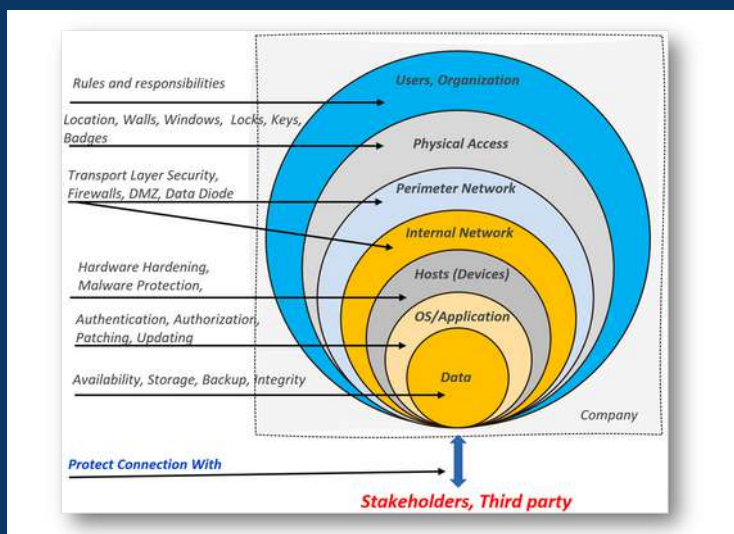 Rules and responsibilities
Users, Organization
Location, Walls, Windows, Locks, Keys,
Badges
Physical Access
Transport Layer Security,
Firewalls, DMZ, Data Diode
Perimeter Network
Internal Network
Hardware Hardening,
Malware Protection,
Hosts (Devices)
Authentication, Authorization,
Patching, Updating
OS/Application
Availability, Storage, Backup, Integrity
Data
Company
Protect Connection With
Stakeholders, Third party